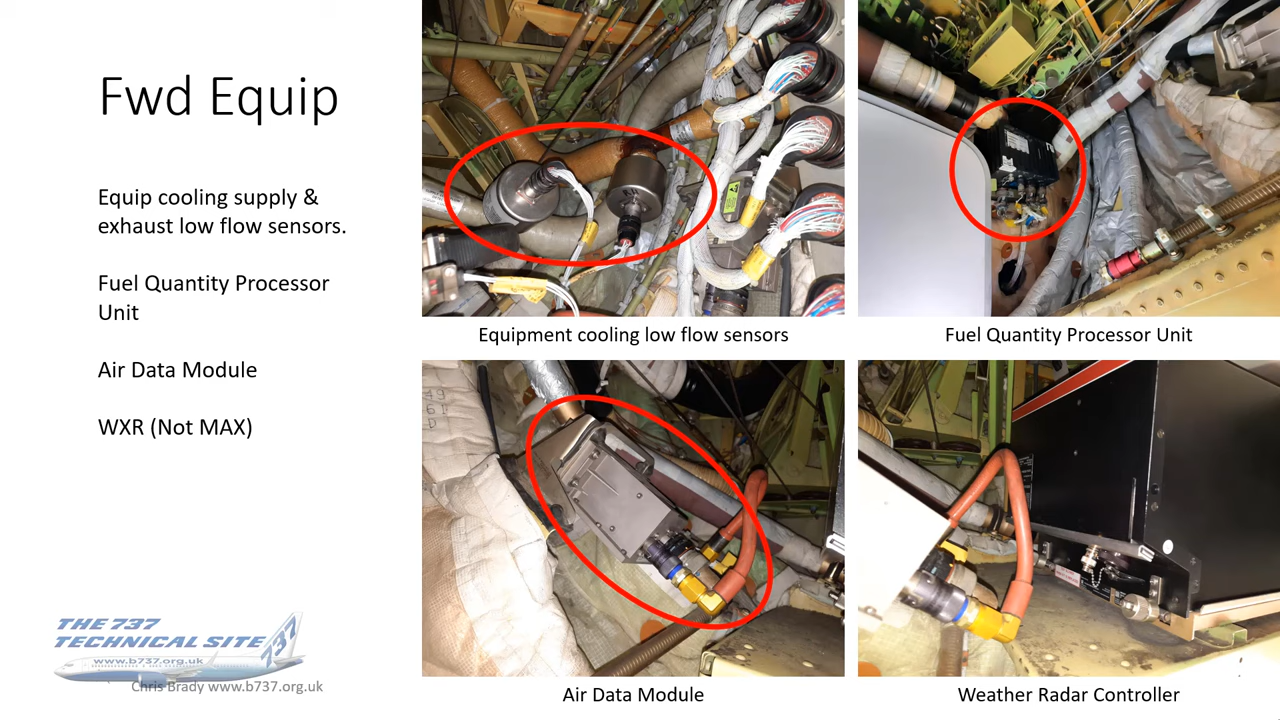 Fwd Equip
Equip cooling supply &
exhaust low flow sensors.
Fuel Quantity Processor
Unit
Air Data Module
WXR (Not MAX)
Equipment cooling low flow sensors
Fuel Quantity Processor Unit
Air Data Module
Weather Radar Controller
THE 737
TECHNICAL SITE
737
www.b737.org.uk
Chris Brady www.b737.org.uk